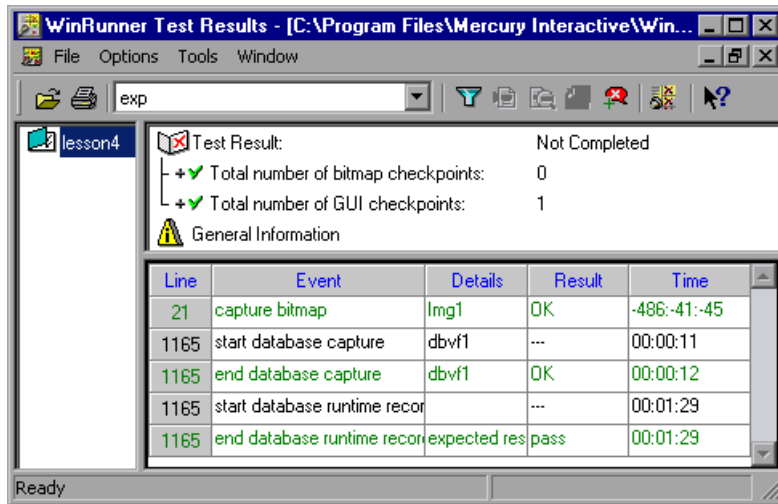 WinRunner Test Results - [C:\Program Files\Mercury Interactive\Win...
File Options Tools Window
exp
lesson4
Test Result: Not Completed
Total number of bitmap checkpoints: 0
Total number of GUI checkpoints: 1
General Information
Line Event Details Result Time
21 capture bitmap Img1 OK -486:-41:-45
1165 start database capture dbvf1 --- 00:00:11
1165 end database capture dbvf1 OK 00:00:12
1165 start database runtime recor --- 00:01:29
1165 end database runtime recor expected res pass 00:01:29
Ready